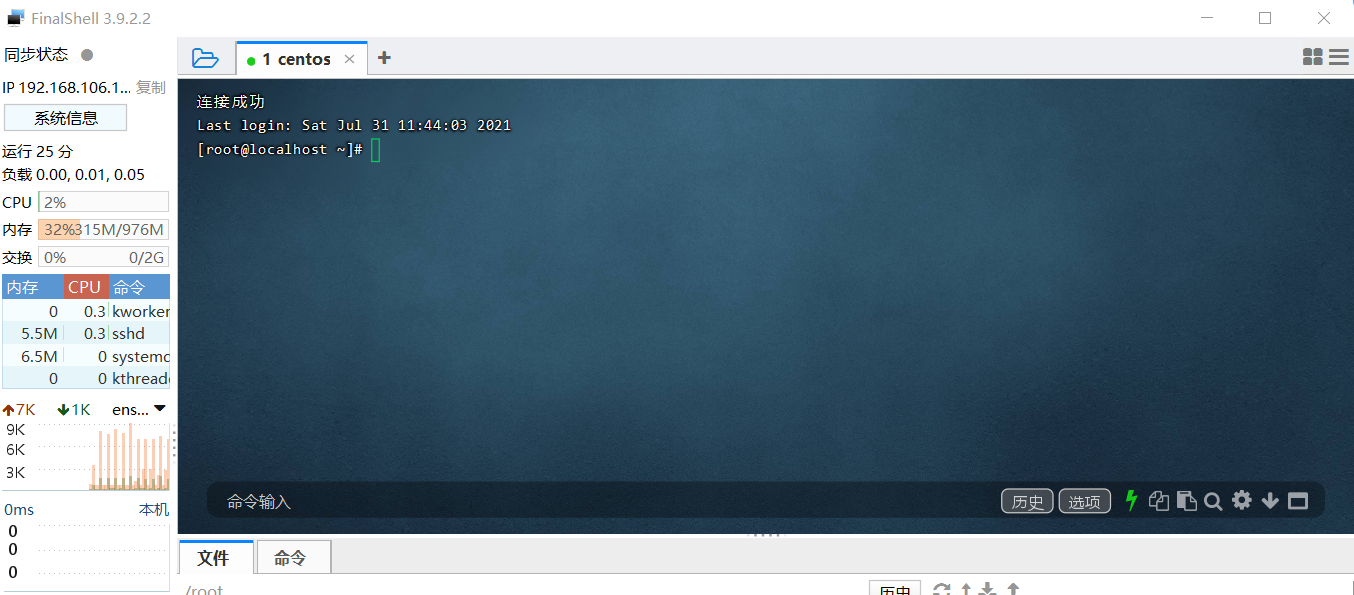 FinalShell 3.9.2.2
同步状态
IP 192.168.106.1... 复制
系统信息
运行 25 分
负载 0.00, 0.01, 0.05
CPU 2%
内存 32% 315M/976M
交换 0% 0/2G
内存 CPU 命令
0 0.3 kworker
5.5M 0.3 sshd
6.5M 0 systemd
0 0 kthreade
7K 1K ens...
9K
6K
3K
0ms 本机
0
0
0
1 centos
连接成功
Last login: Sat Jul 31 11:44:03 2021
[root@localhost ~]#
命令输入 历史 选项
文件 命令
/root 历史